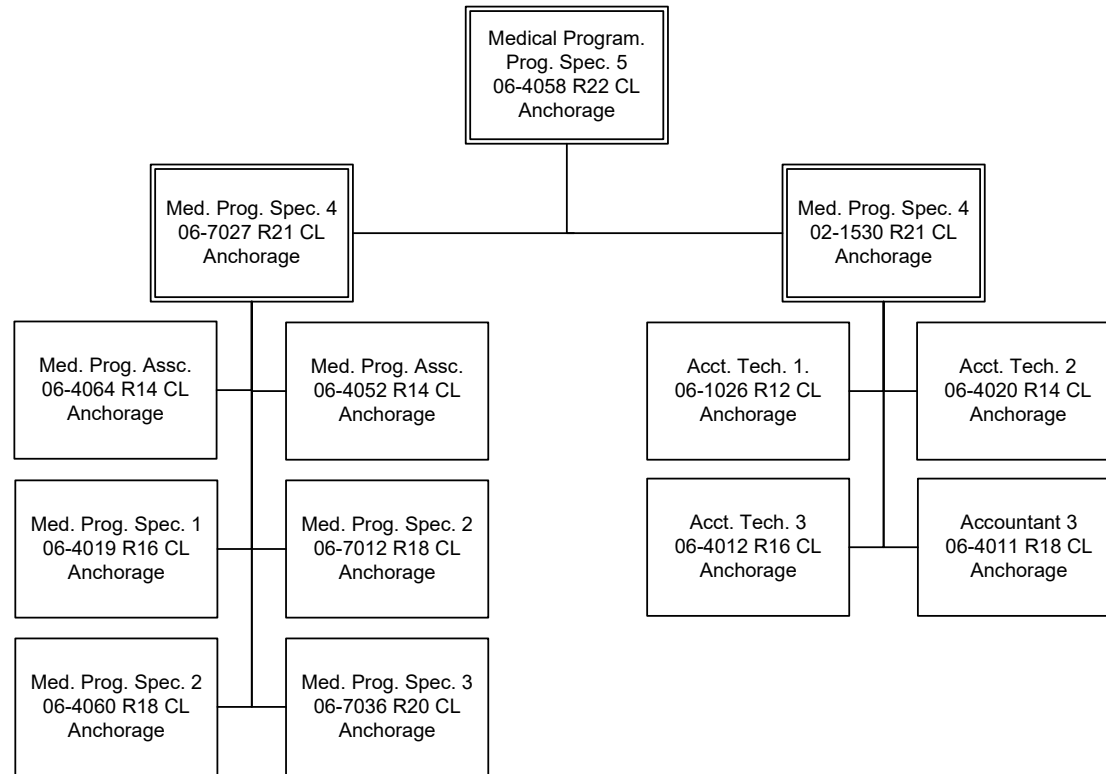 Medical Program.
Prog. Spec. 5
06-4058 R22 CL
Anchorage
Med. Prog. Spec. 4
06-7027 R21 CL
Anchorage
Med. Prog. Spec. 4
02-1530 R21 CL
Anchorage
Med. Prog. Assc.
06-4064 R14 CL
Anchorage
Med. Prog. Assc.
06-4052 R14 CL
Anchorage
Acct. Tech. 1.
06-1026 R12 CL
Anchorage
Acct. Tech. 2
06-4020 R14 CL
Anchorage
Med. Prog. Spec. 1
06-4019 R16 CL
Anchorage
Med. Prog. Spec. 2
06-7012 R18 CL
Anchorage
Acct. Tech. 3
06-4012 R16 CL
Anchorage
Accountant 3
06-4011 R18 CL
Anchorage
Med. Prog. Spec. 2
06-4060 R18 CL
Anchorage
Med. Prog. Spec. 3
06-7036 R20 CL
Anchorage